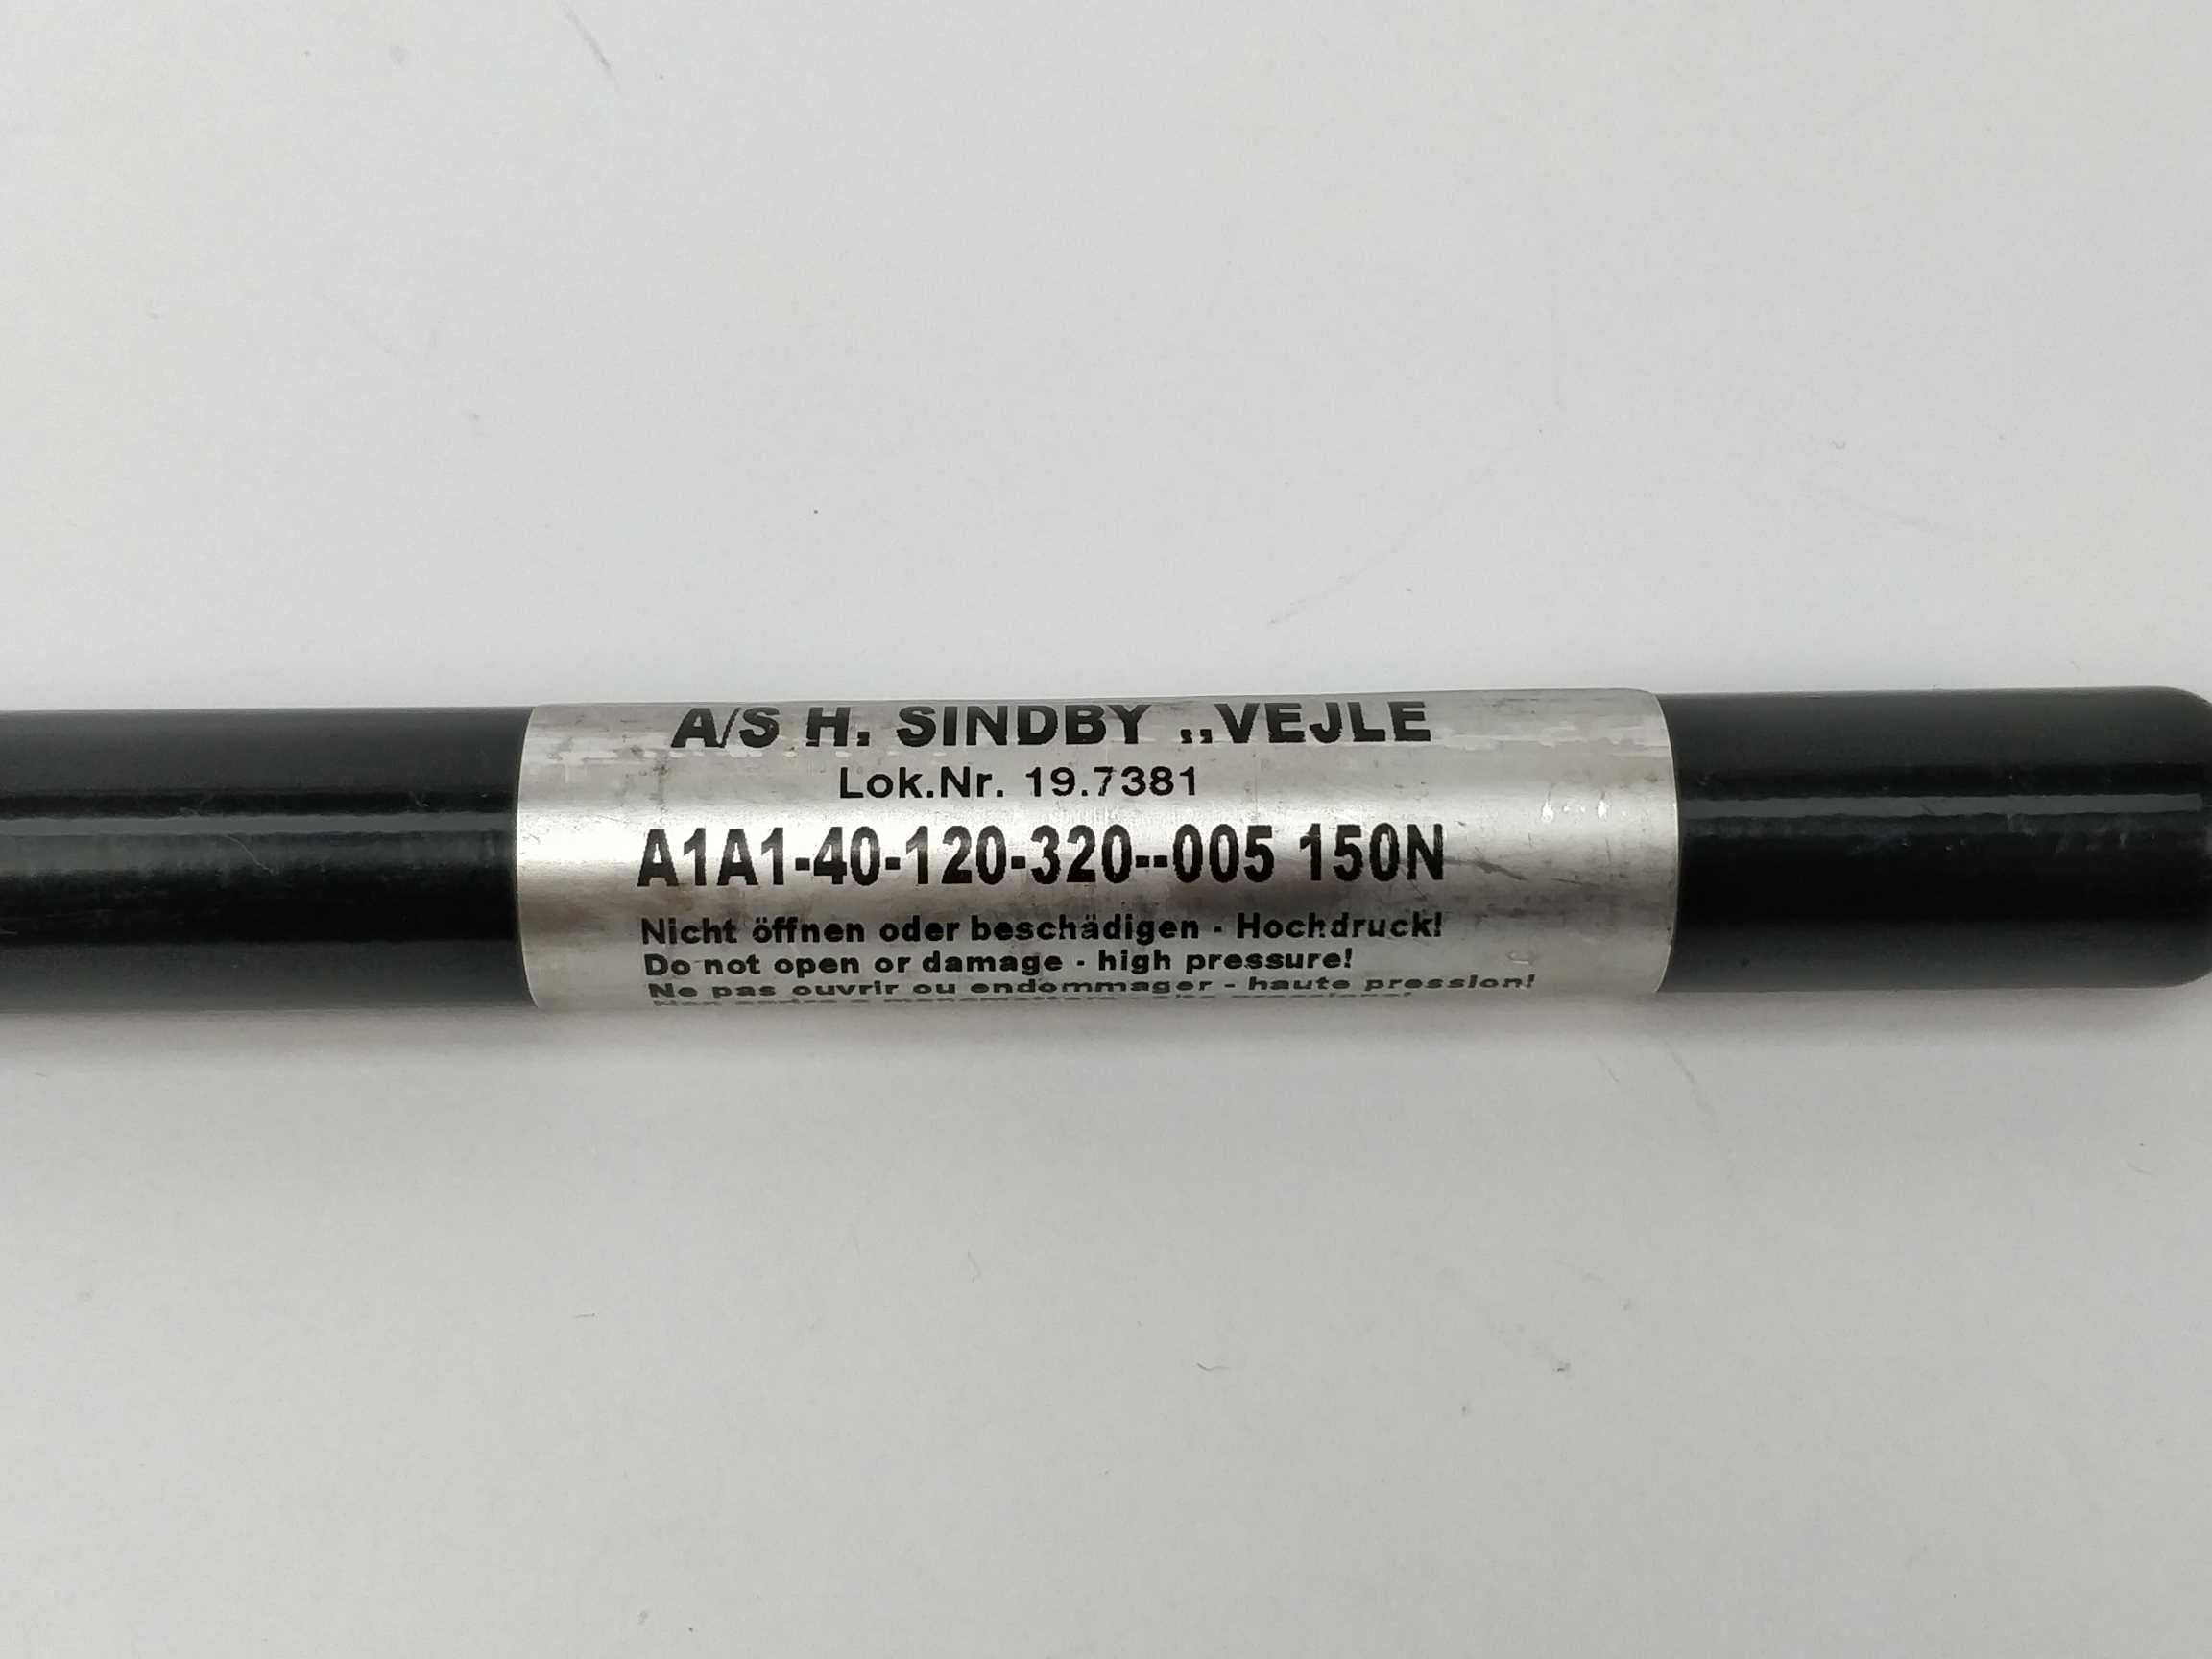 A/S H. SINDBY ,,VEJLE
Lok.Nr. 19.7381
A1A1-40-120-320--005 150N
Nicht öffnen oder beschädigen - Hochdruck!
Do not open or damage - high pressure!
Ne pas ouvrir ou endommager - haute pression!